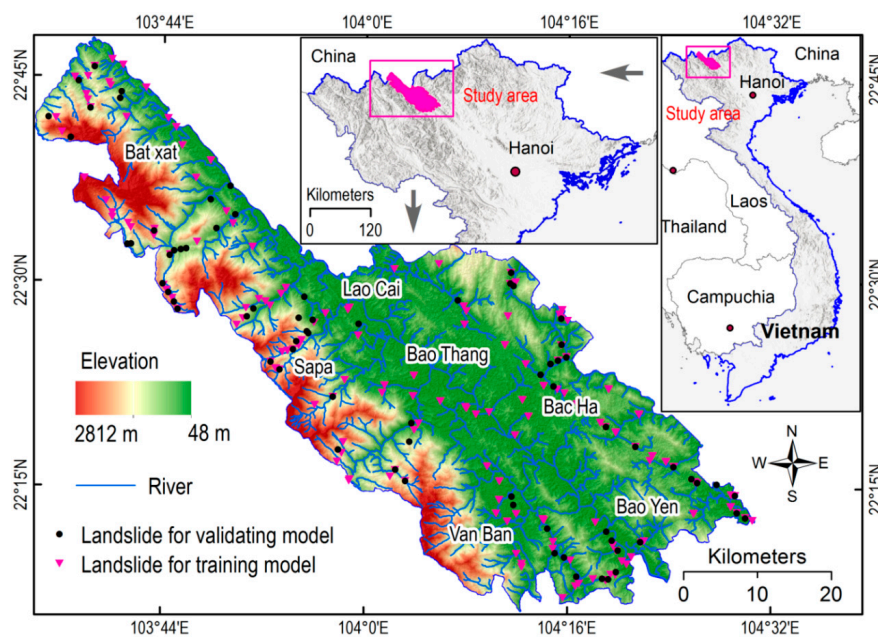 103°44'E 104°0'E 104°16'E 104°32'E
22°45'N
22°30'N
22°15'N
China
Study area
Hanoi
Kilometers
0 120
China
Hanoi
Study area
Laos
Thailand
Campuchia
Vietnam
22°45'N
22°30'N
22°15'N
Bat xat
Lao Cai
Sapa
Bao Thang
Bac Ha
Bao Yen
Van Ban
Elevation
2812 m 48 m
River
Landslide for validating model
Landslide for training model
N
W E
S
Kilometers
0 10 20
103°44'E 104°0'E 104°16'E 104°32'E